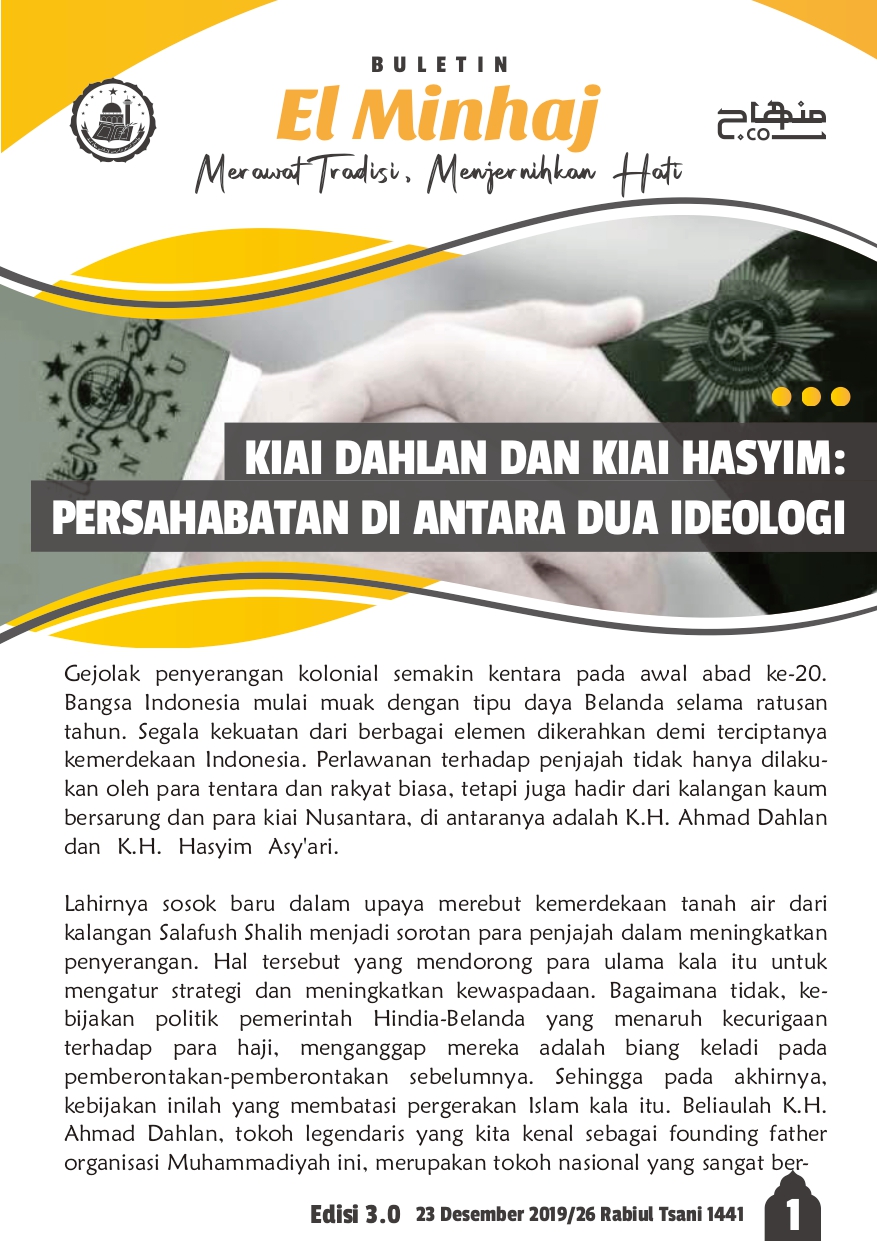 BULETIN
El Minhaj
منهاج
.CO
Merawat Tradisi, Menjernihkan Hati
U
N
KIAI DAHLAN DAN KIAI HASYIM:
PERSAHABATAN DI ANTARA DUA IDEOLOGI
Gejolak penyerangan kolonial semakin kentara pada awal abad ke-20.
Bangsa Indonesia mulai muak dengan tipu daya Belanda selama ratusan
tahun. Segala kekuatan dari berbagai elemen dikerahkan demi terciptanya
kemerdekaan Indonesia. Perlawanan terhadap penjajah tidak hanya dilaku-
kan oleh para tentara dan rakyat biasa, tetapi juga hadir dari kalangan kaum
bersarung dan para kiai Nusantara, di antaranya adalah K.H. Ahmad Dahlan
dan K.H. Hasyim Asy'ari.
Lahirnya sosok baru dalam upaya merebut kemerdekaan tanah air dari
kalangan Salafush Shalih menjadi sorotan para penjajah dalam meningkatkan
penyerangan. Hal tersebut yang mendorong para ulama kala itu untuk
mengatur strategi dan meningkatkan kewaspadaan. Bagaimana tidak, ke-
bijakan politik pemerintah Hindia-Belanda yang menaruh kecurigaan
terhadap para haji, menganggap mereka adalah biang keladi pada
pemberontakan-pemberontakan sebelumnya. Sehingga pada akhirnya,
kebijakan inilah yang membatasi pergerakan Islam kala itu. Beliaulah K.H.
Ahmad Dahlan, tokoh legendaris yang kita kenal sebagai founding father
organisasi Muhammadiyah ini, merupakan tokoh nasional yang sangat ber-
Edisi 3.0 23 Desember 2019/26 Rabiul Tsani 1441
1